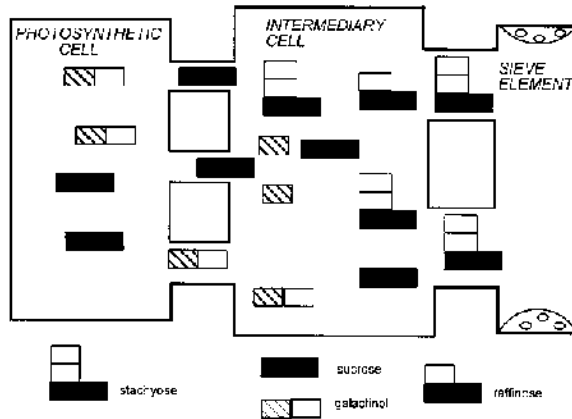 PHOTOSYNTHETIC
CELL
INTERMEDIARY
CELL
SIEVE
ELEMENT
stachyose
sucrose
galactinol
raffinose